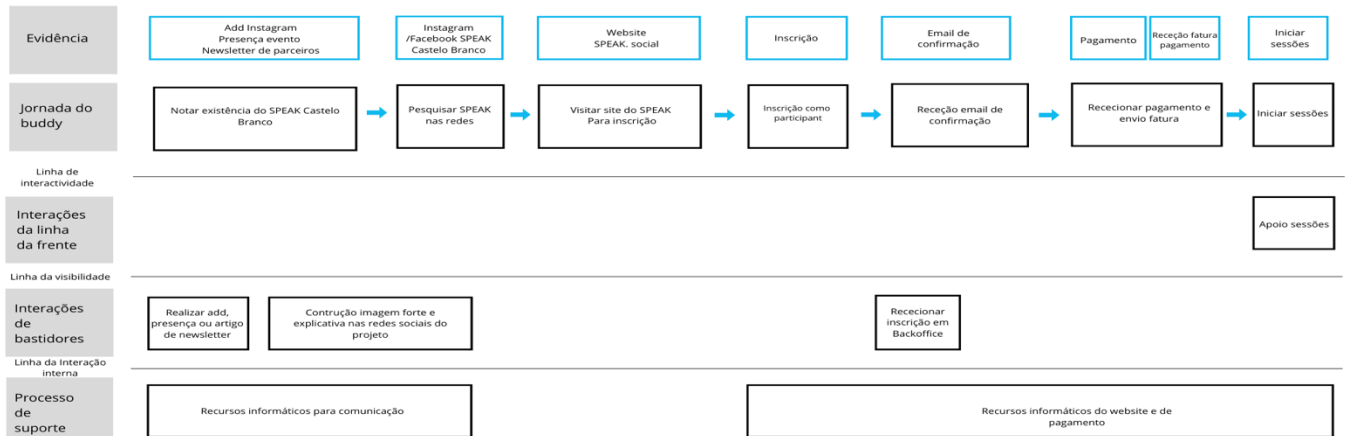 Evidência
Add Instagram
Presença evento
Newsletter de parceiros
Instagram
/Facebook SPEAK
Castelo Branco
Website
SPEAK. social
Inscrição
Email de
confirmação
Pagamento
Receção fatura
pagamento
Iniciar
sessões
Jornada do
buddy
Notar existência do SPEAK Castelo
Branco
Pesquisar SPEAK
nas redes
Visitar site do SPEAK
Para inscrição
Inscrição como
participant
Receção email de
confirmação
Rececionar pagamento e
envio fatura
Iniciar sessões
Linha de
interactividade
Interações
da linha
da frente
Apoio sessões
Linha da visibilidade
Interações
de
bastidores
Realizar add,
presença ou artigo
de newsletter
Contrução imagem forte e
explicativa nas redes sociais do
projeto
Rececionar
inscrição em
Backoffice
Linha da Interação
interna
Processo
de
suporte
Recursos informáticos para comunicação
Recursos informáticos do website e de
pagamento